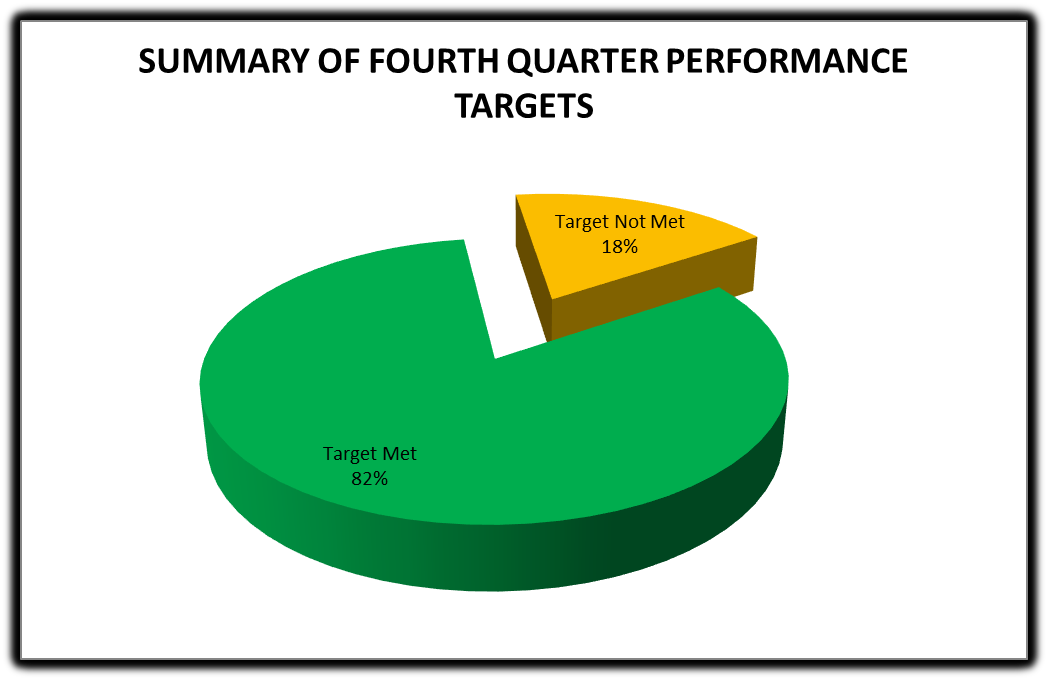 SUMMARY OF FOURTH QUARTER PERFORMANCE
TARGETS
Target Not Met
18%
Target Met
82%